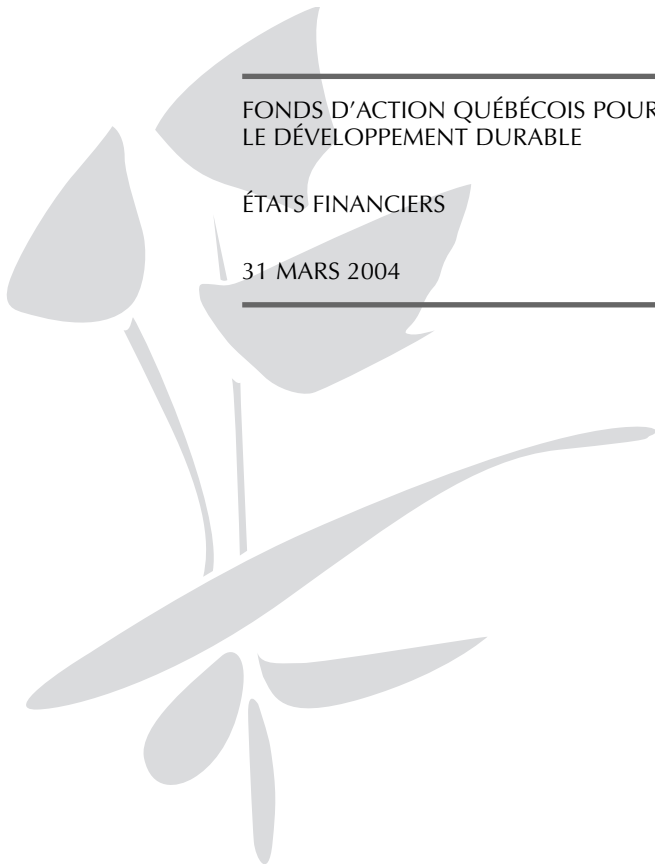 FONDS D’ACTION QUÉBÉCOIS POUR
LE DÉVELOPPEMENT DURABLE
ÉTATS FINANCIERS
31 MARS 2004